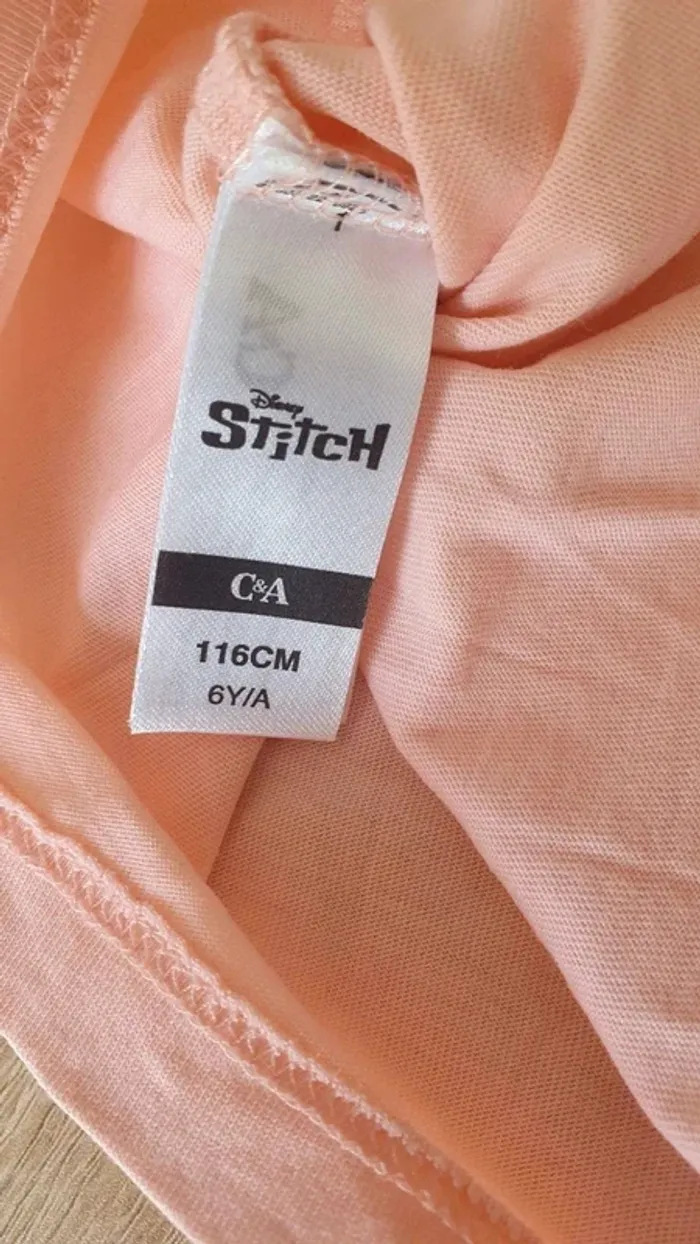 Disney
STITCH
C&A
116CM
6Y/A